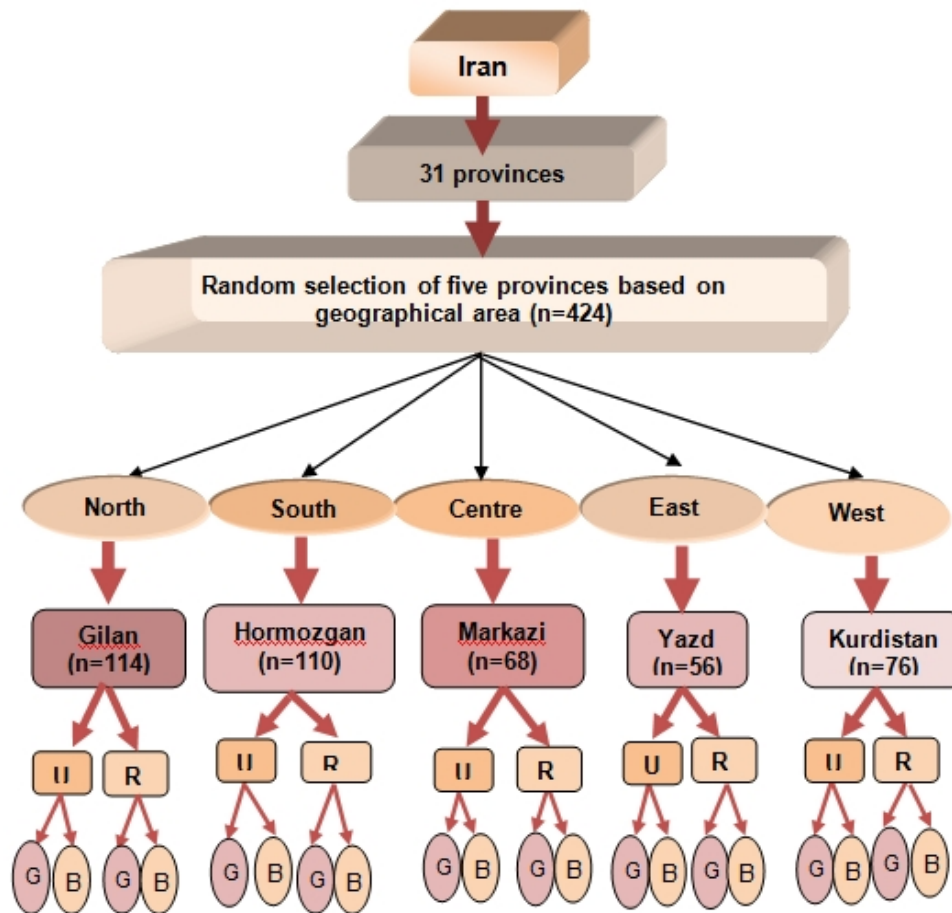 Iran
31 provinces
Random selection of five provinces based on
geographical area (n=424)
North
South
Centre
East
West
Gilan
(n=114)
Hormozgan
(n=110)
Markazi
(n=68)
Yazd
(n=56)
Kurdistan
(n=76)
U R U R U R U R U R
G B G B G B G B G B G B G B G B G B G B